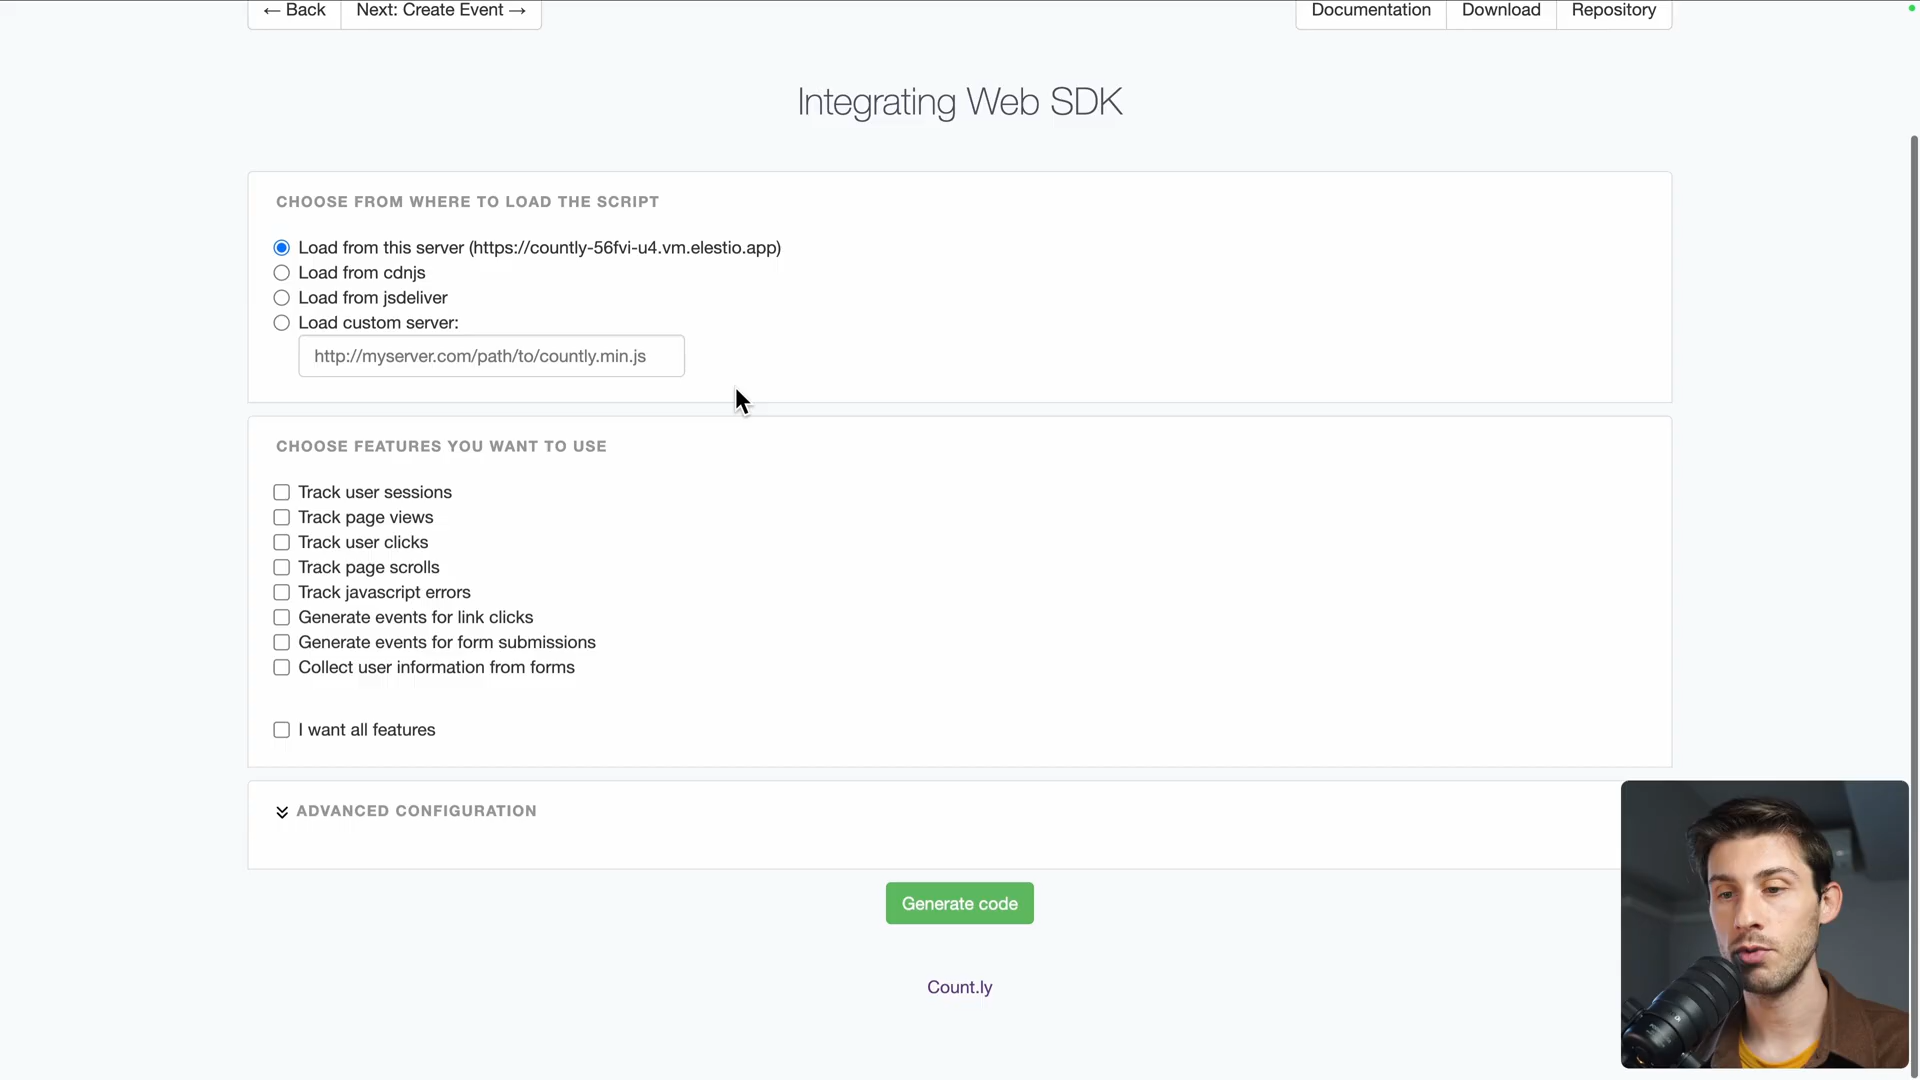 ← Back
Next: Create Event →
Documentation
Download
Repository
Integrating Web SDK
CHOOSE FROM WHERE TO LOAD THE SCRIPT
Load from this server (https://countly-56fvi-u4.vm.elestio.app)
Load from cdnjs
Load from jsdeliver
Load custom server:
http://myserver.com/path/to/countly.min.js
CHOOSE FEATURES YOU WANT TO USE
Track user sessions
Track page views
Track user clicks
Track page scrolls
Track javascript errors
Generate events for link clicks
Generate events for form submissions
Collect user information from forms
I want all features
ADVANCED CONFIGURATION
Generate code
Count.ly